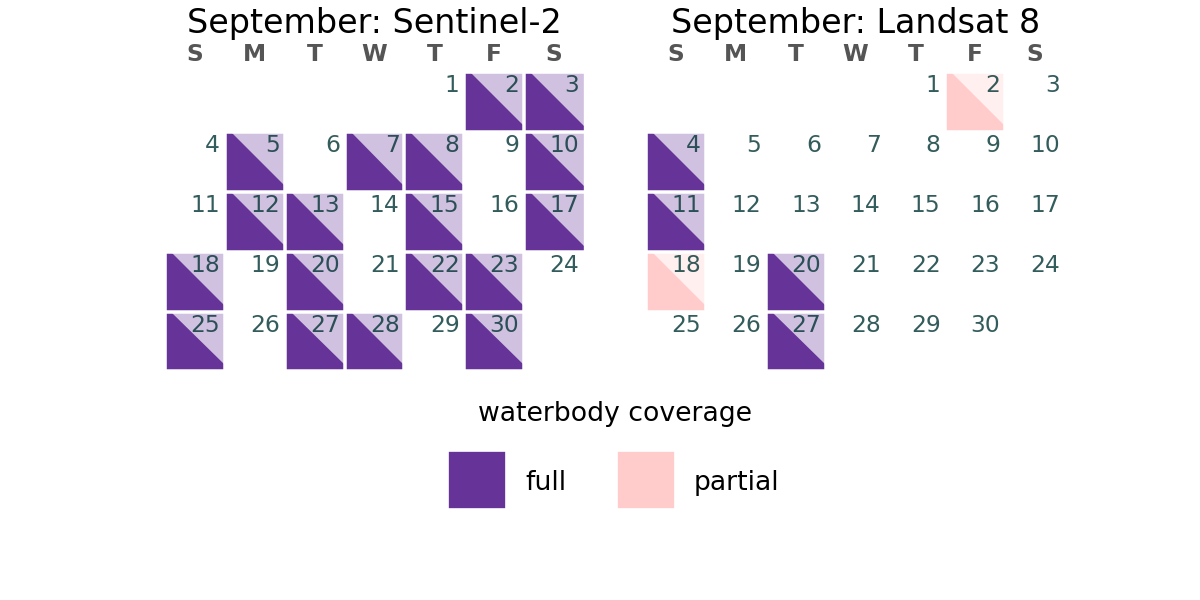 September: Sentinel-2
S M T W T F S
1 2 3
4 5 6 7 8 9 10
11 12 13 14 15 16 17
18 19 20 21 22 23 24
25 26 27 28 29 30
September: Landsat 8
S M T W T F S
1 2 3
4 5 6 7 8 9 10
11 12 13 14 15 16 17
18 19 20 21 22 23 24
25 26 27 28 29 30
waterbody coverage
full partial